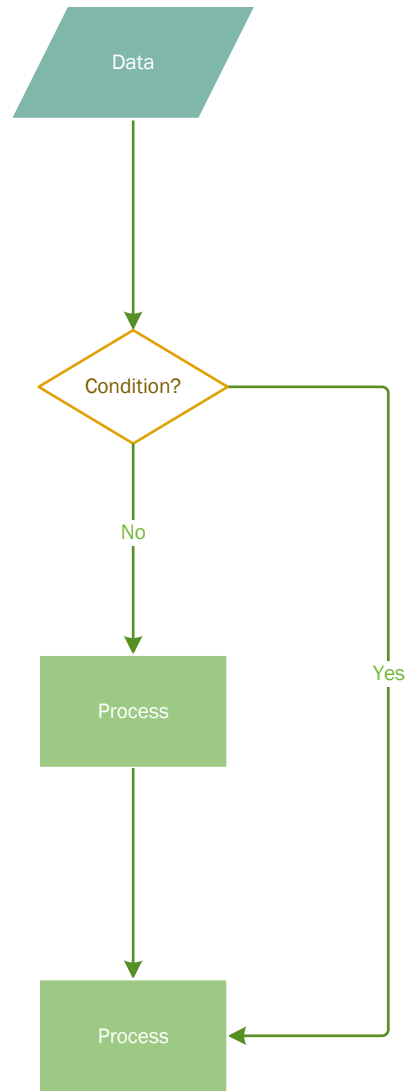 Data
Condition?
No
Process
Yes
Process